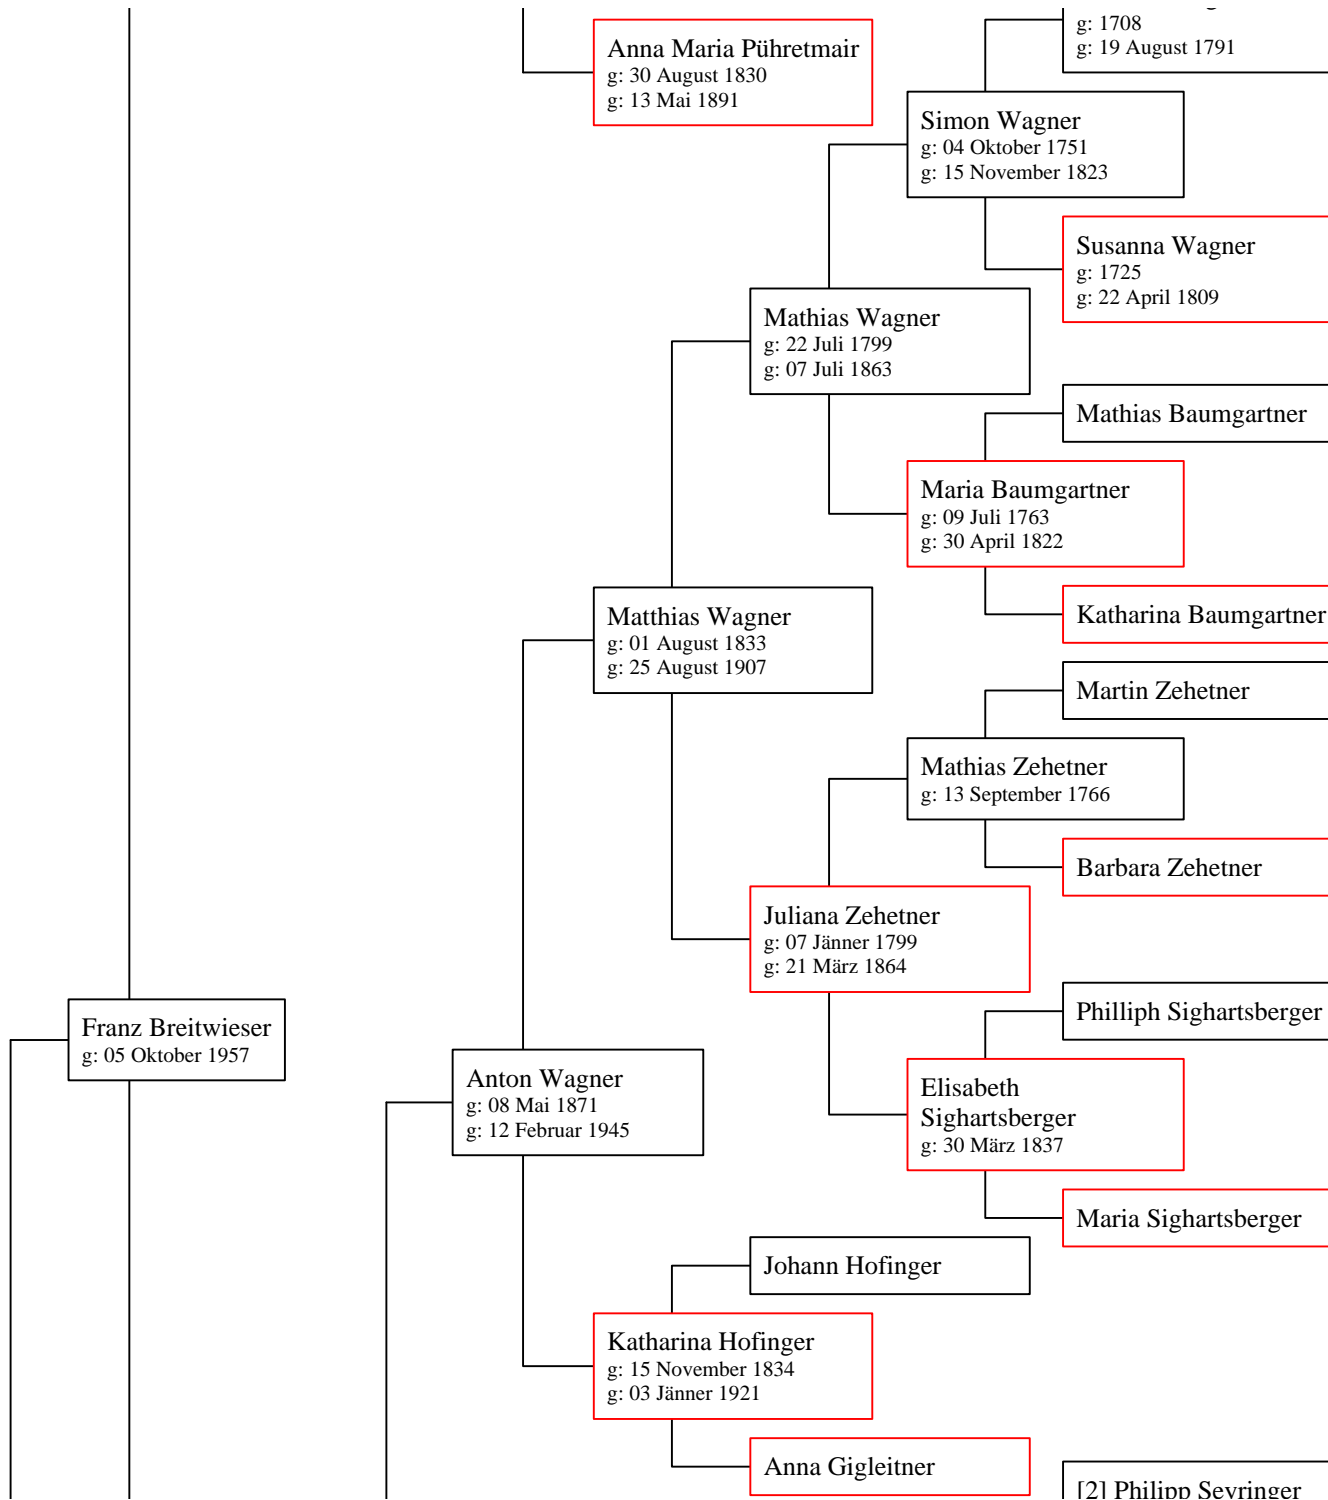 g: 1708
g: 19 August 1791
Anna Maria Pühretmair
g: 30 August 1830
g: 13 Mai 1891
Simon Wagner
g: 04 Oktober 1751
g: 15 November 1823
Susanna Wagner
g: 1725
g: 22 April 1809
Mathias Wagner
g: 22 Juli 1799
g: 07 Juli 1863
Mathias Baumgartner
Maria Baumgartner
g: 09 Juli 1763
g: 30 April 1822
Katharina Baumgartner
Matthias Wagner
g: 01 August 1833
g: 25 August 1907
Martin Zehetner
Mathias Zehetner
g: 13 September 1766
Barbara Zehetner
Juliana Zehetner
g: 07 Jänner 1799
g: 21 März 1864
Philliph Sighartsberger
Franz Breitwieser
g: 05 Oktober 1957
Anton Wagner
g: 08 Mai 1871
g: 12 Februar 1945
Elisabeth
Sighartsberger
g: 30 März 1837
Maria Sighartsberger
Johann Hofinger
Katharina Hofinger
g: 15 November 1834
g: 03 Jänner 1921
Anna Gigleitner
[2] Philipp Seyringer